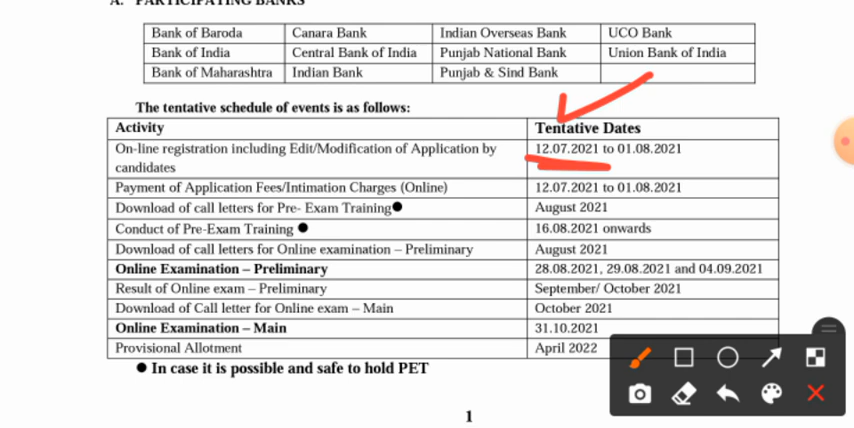 A. PARTICIPATING BANKS
Bank of Baroda Canara Bank Indian Overseas Bank UCO Bank
Bank of India Central Bank of India Punjab National Bank Union Bank of India
Bank of Maharashtra Indian Bank Punjab & Sind Bank
The tentative schedule of events is as follows:
Activity Tentative Dates
On-line registration including Edit/Modification of Application by 12.07.2021 to 01.08.2021
candidates
Payment of Application Fees/Intimation Charges (Online) 12.07.2021 to 01.08.2021
Download of call letters for Pre- Exam Training● August 2021
Conduct of Pre-Exam Training ● 16.08.2021 onwards
Download of call letters for Online examination – Preliminary August 2021
Online Examination – Preliminary 28.08.2021, 29.08.2021 and 04.09.2021
Result of Online exam – Preliminary September/ October 2021
Download of Call letter for Online exam – Main October 2021
Online Examination – Main 31.10.2021
Provisional Allotment April 2022
● In case it is possible and safe to hold PET
1